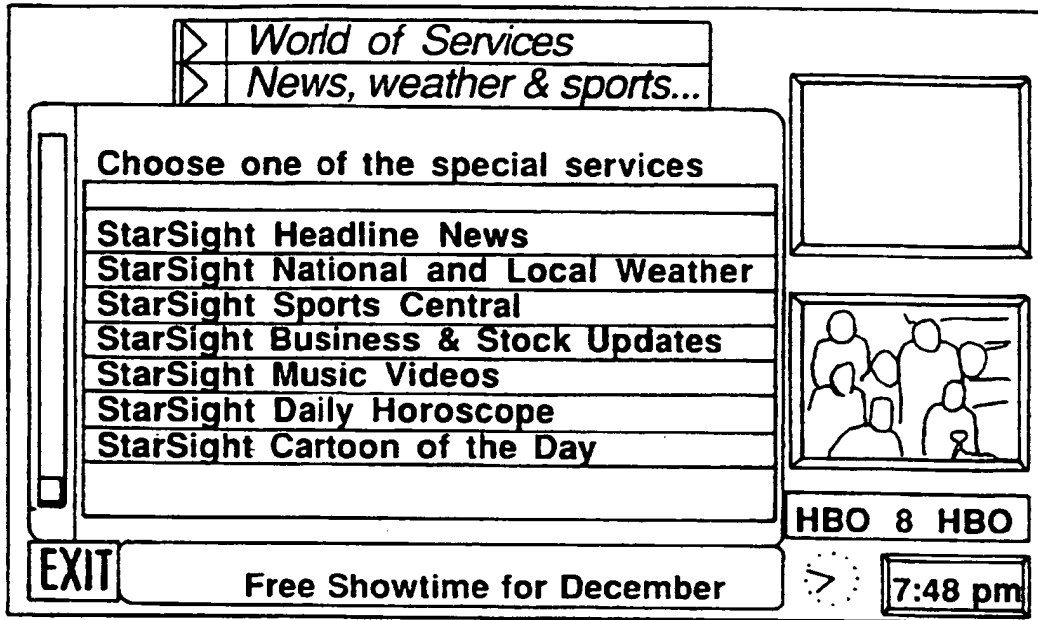 World of Services
News, weather & sports...
Choose one of the special services
StarSight Headline News
StarSight National and Local Weather
StarSight Sports Central
StarSight Business & Stock Updates
StarSight Music Videos
StarSight Daily Horoscope
StarSight Cartoon of the Day
HBO 8 HBO
EXIT
Free Showtime for December
7:48 pm